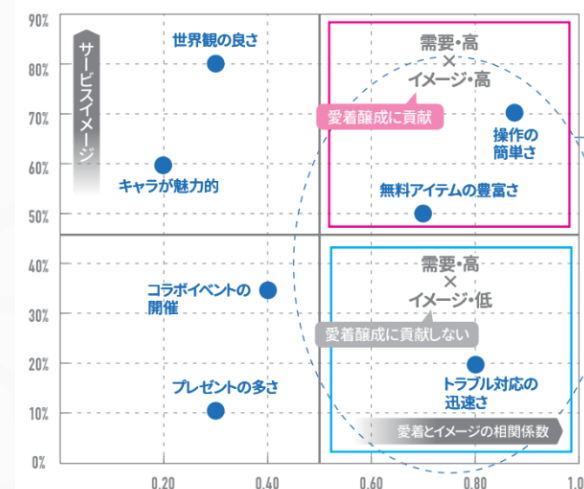 90%
80%
70%
60%
50%
40%
30%
20%
10%
0%
サービスイメージ
世界観の良さ
キャラが魅力的
需要・高
×
イメージ・高
愛着醸成に貢献
操作の
簡単さ
無料アイテムの豊富さ
コラボイベントの
開催
プレゼントの多さ
需要・高
×
イメージ・低
愛着醸成に貢献しない
トラブル対応の
迅速さ
愛着とイメージの相関係数
0.20
0.40
0.60
0.80
1.0